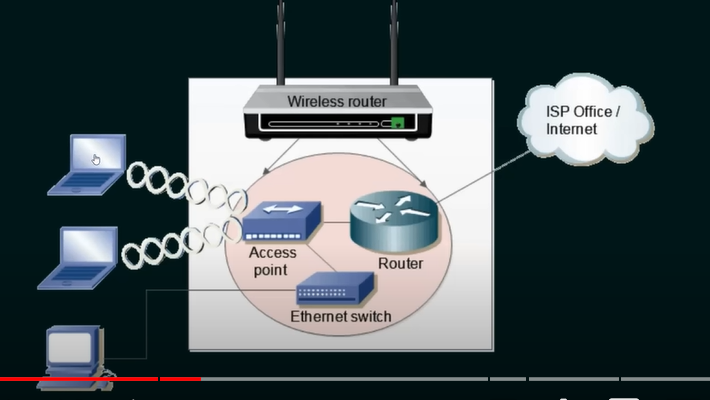 Wireless router
ISP Office /
Internet
Access
point
Router
Ethernet switch